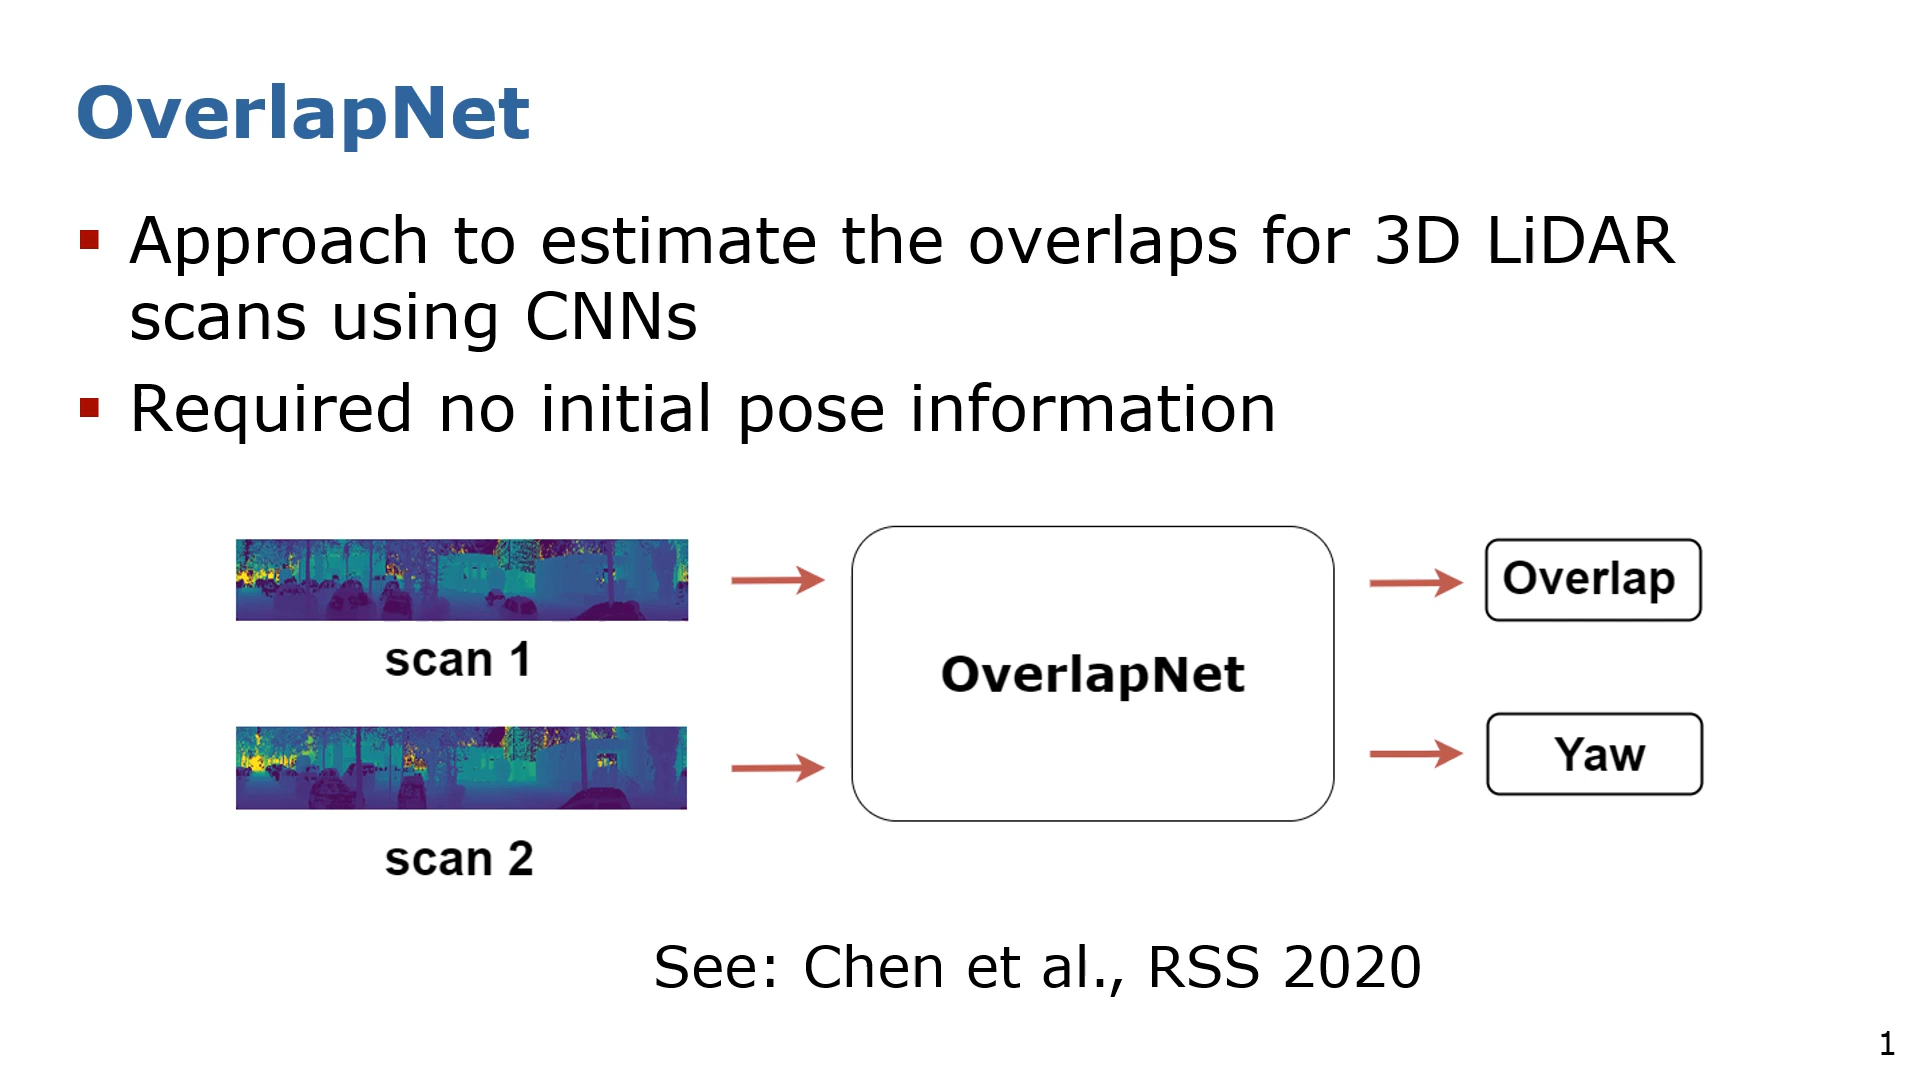 OverlapNet
Approach to estimate the overlaps for 3D LiDAR
scans using CNNs
Required no initial pose information
scan 1
scan 2
OverlapNet
Overlap
Yaw
See: Chen et al., RSS 2020
1